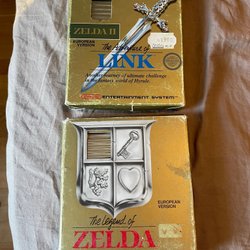 ZELDA II
EUROPEAN
VERSION
The Adventure of
LINK
ENTERTAINMENT SYSTEM
The Legend of
EUROPEAN
VERSION
ZELDA